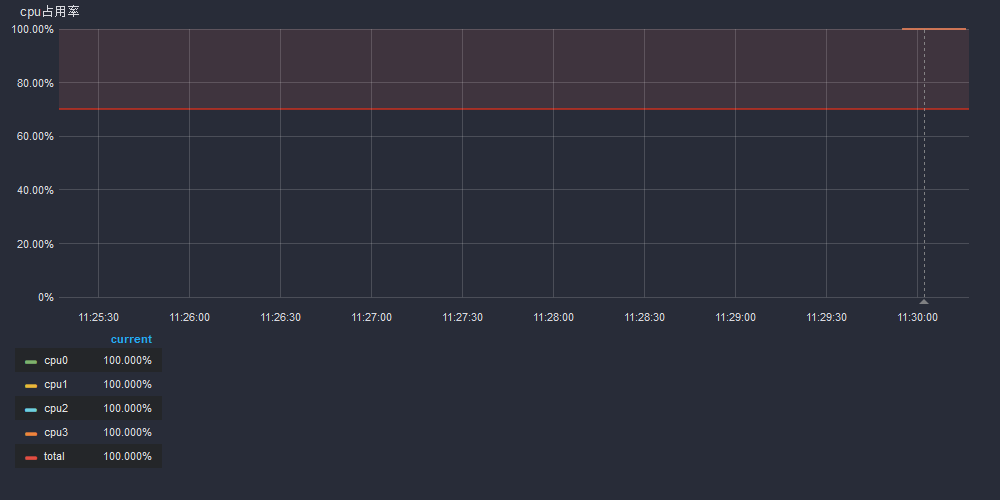 cpu占用率
100.00%
80.00%
60.00%
40.00%
20.00%
0%
11:25:30 11:26:00 11:26:30 11:27:00 11:27:30 11:28:00 11:28:30 11:29:00 11:29:30 11:30:00
current
cpu0 100.000%
cpu1 100.000%
cpu2 100.000%
cpu3 100.000%
total 100.000%